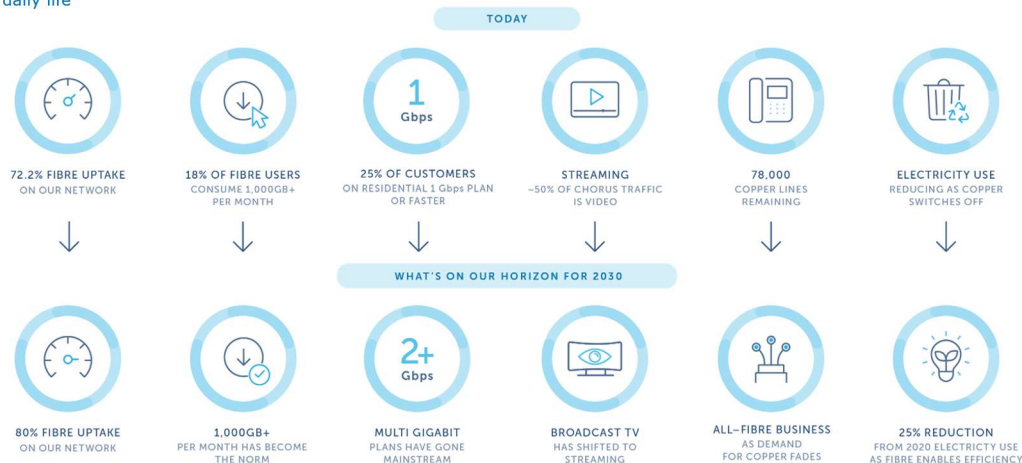 daily life
TODAY
1
Gbps
72.2% FIBRE UPTAKE
ON OUR NETWORK
18% OF FIBRE USERS
CONSUME 1,000GB+
PER MONTH
25% OF CUSTOMERS
ON RESIDENTIAL 1 Gbps PLAN
OR FASTER
STREAMING
~50% OF CHORUS TRAFFIC
IS VIDEO
78,000
COPPER LINES
REMAINING
ELECTRICITY USE
REDUCING AS COPPER
SWITCHES OFF
WHAT'S ON OUR HORIZON FOR 2030
2+
Gbps
80% FIBRE UPTAKE
ON OUR NETWORK
1,000GB+
PER MONTH HAS BECOME
THE NORM
MULTI GIGABIT
PLANS HAVE GONE
MAINSTREAM
BROADCAST TV
HAS SHIFTED TO
STREAMING
ALL–FIBRE BUSINESS
AS DEMAND
FOR COPPER FADES
25% REDUCTION
FROM 2020 ELECTRICITY USE
AS FIBRE ENABLES EFFICIENCY